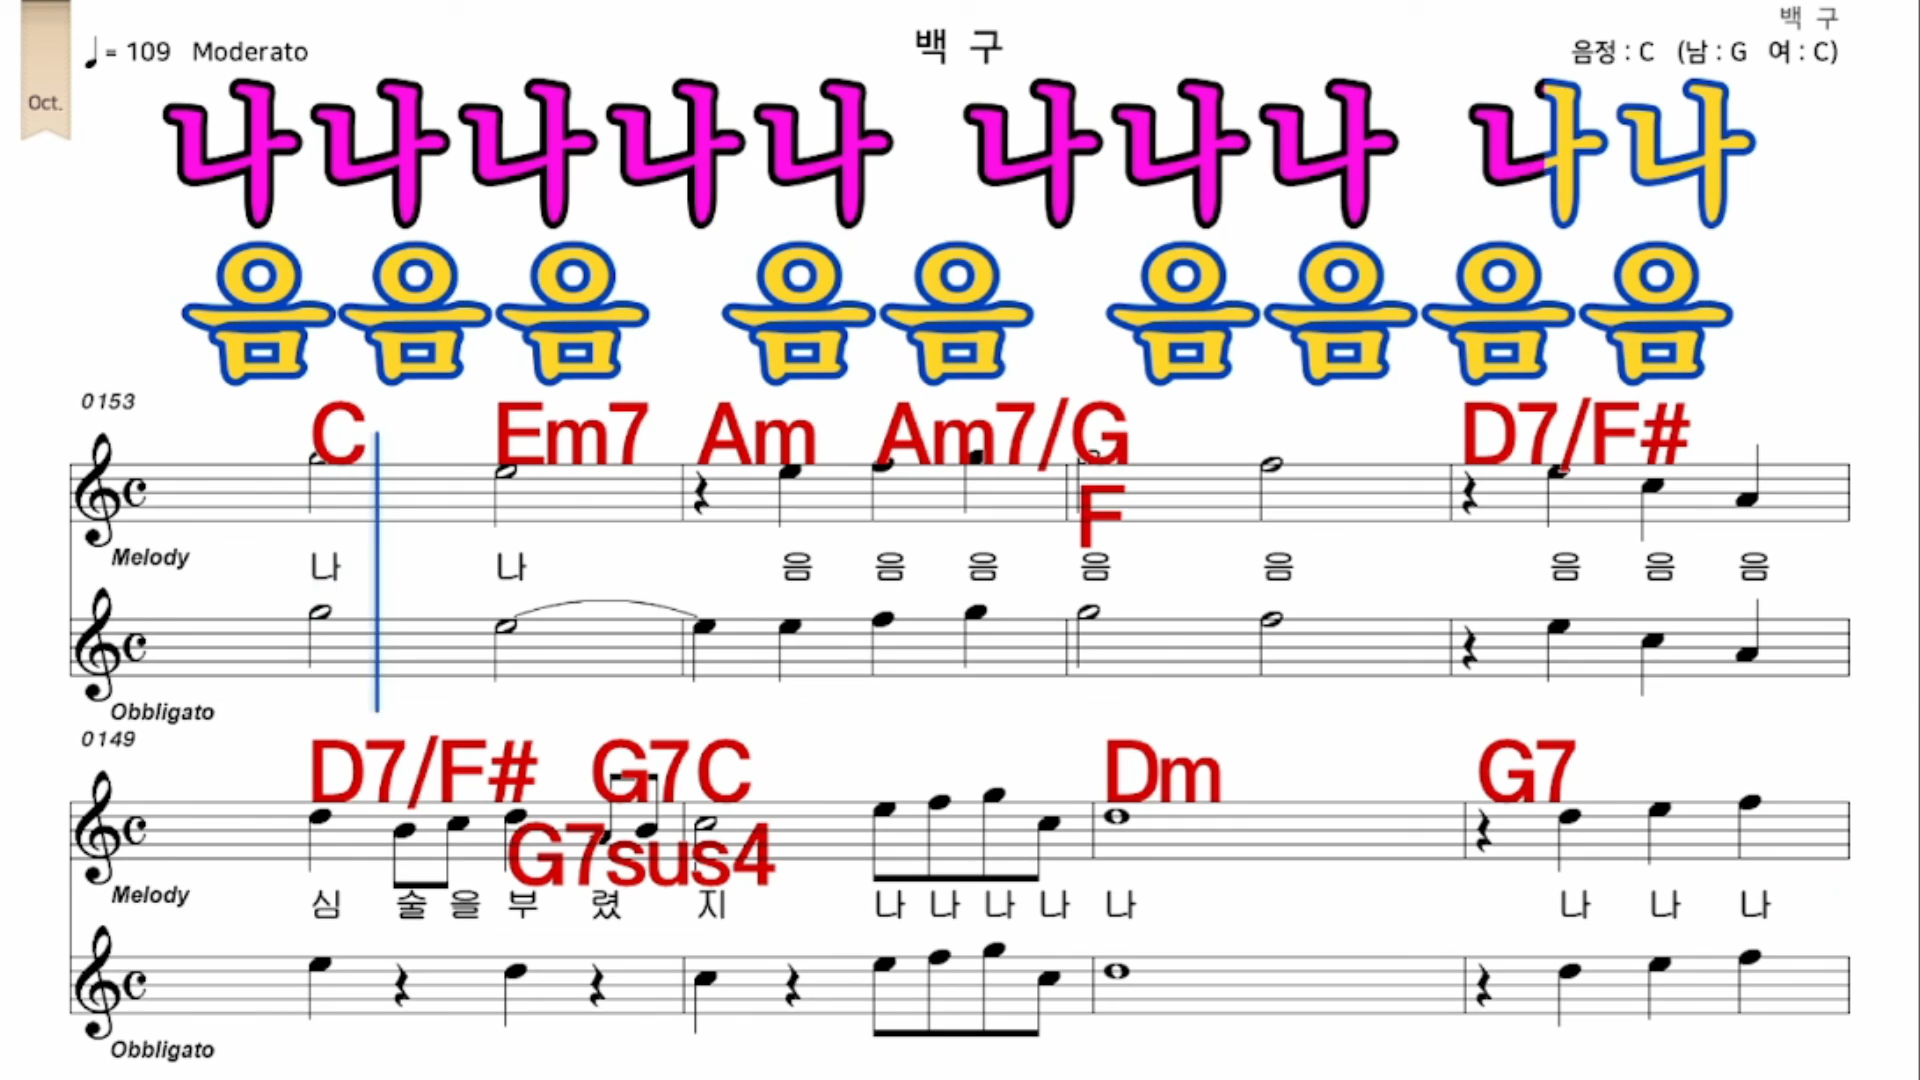 백 구
♩= 109 Moderato
백 구
음정 : C (남 : G 여 : C)
Oct.
나나나나나 나나나 나나
음음음 음음 음음음음
0153
C Em7 Am Am7/G D7/F#
F
Melody
나 나 음 음 음 음 음 음 음 음
Obbligato
0149
D7/F# G7 C Dm G7
G7sus4
Melody
심 술 을 부 렸 지 나 나 나 나 나 나 나 나
Obbligato